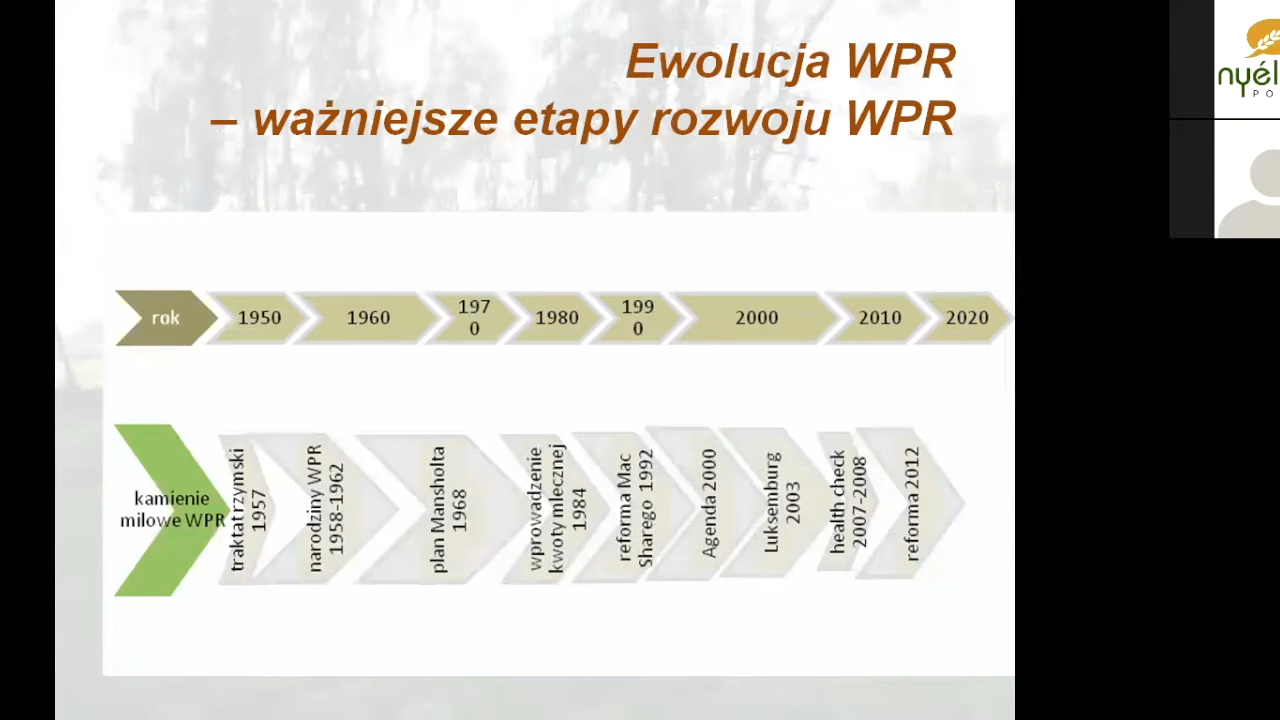 Ewolucja WPR
– ważniejsze etapy rozwoju WPR
rok
1950
1960
197
0
1980
199
0
2000
2010
2020
kamienie
milowe WPR
traktat rzymski
1957
narodziny WPR
1958-1962
plan Mansholta
1968
wprowadzenie
kwoty mlecznej
1984
reforma Mac
Sharego 1992
Agenda 2000
Luksemburg
2003
health check
2007-2008
reforma 2012
nyél
PO